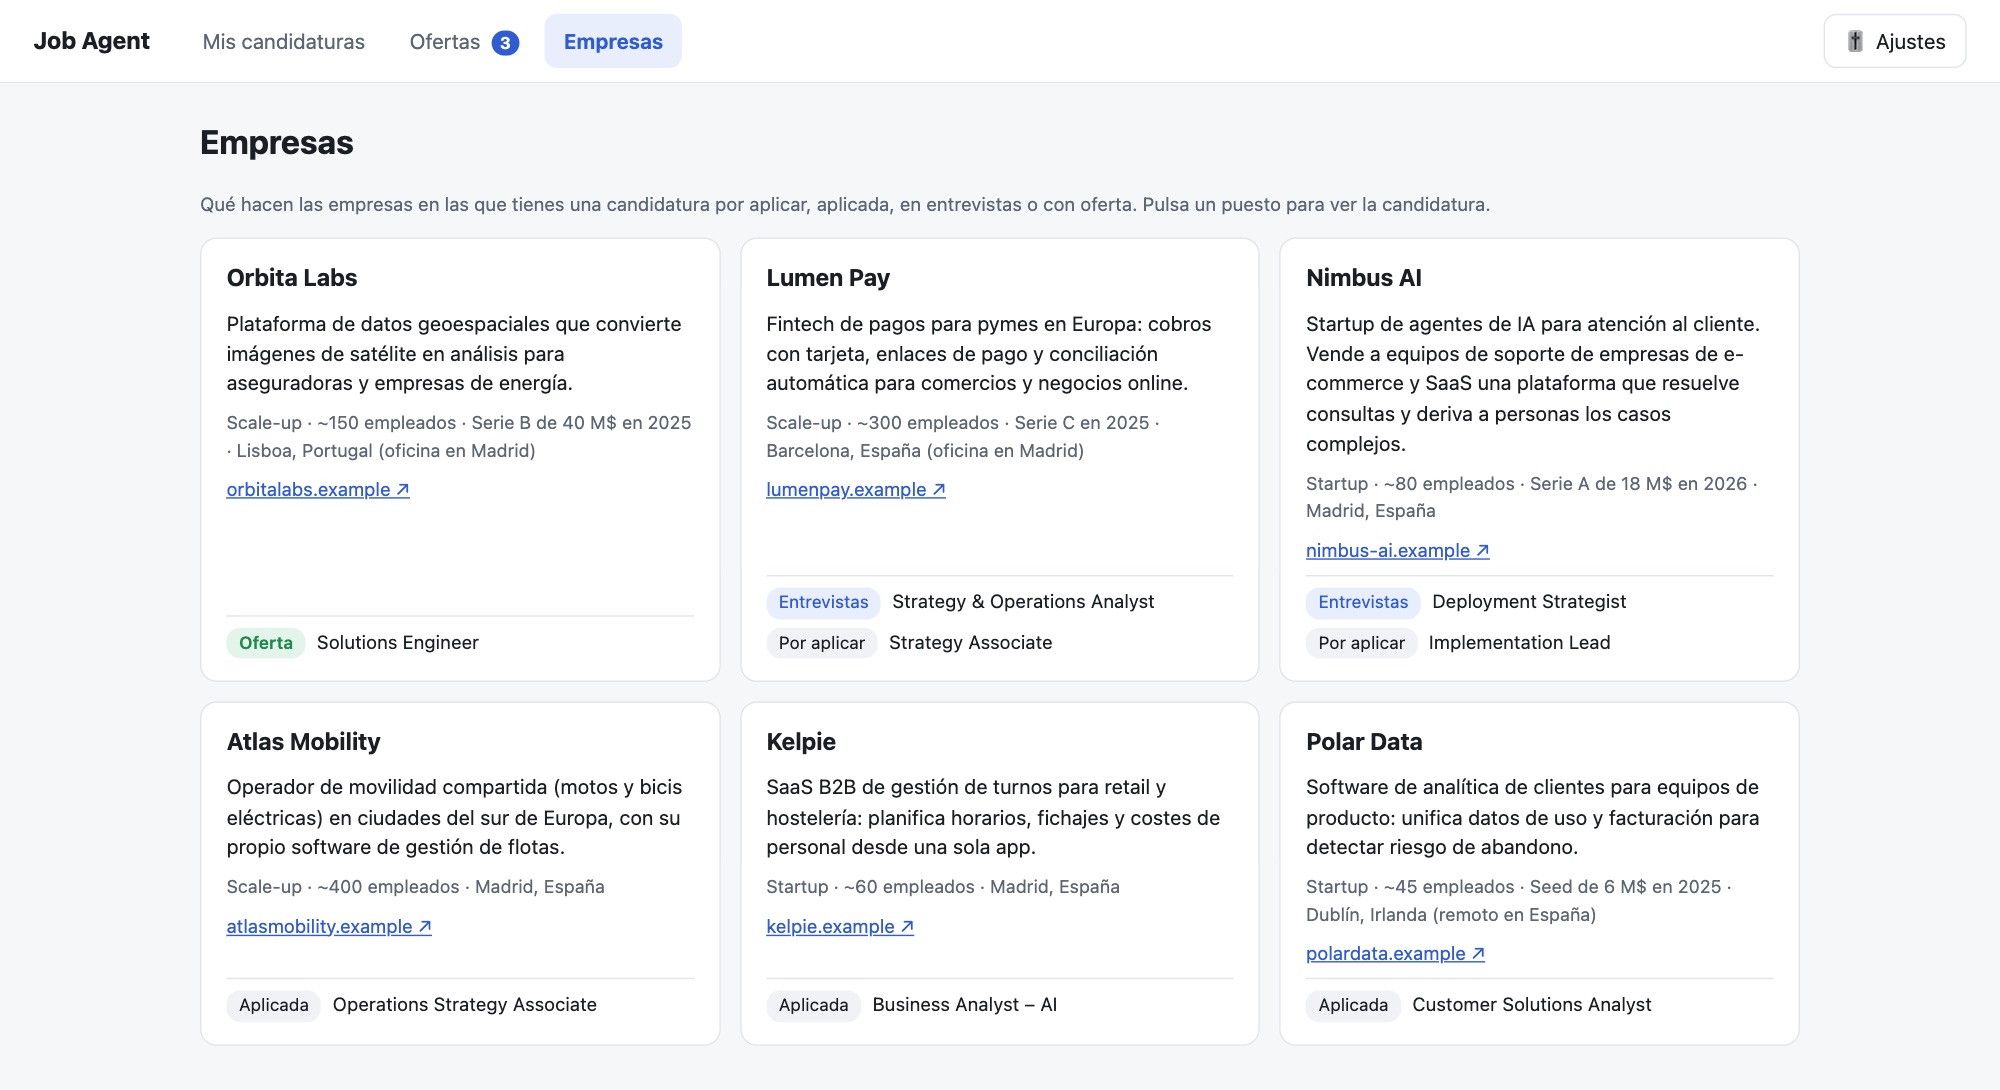 Job Agent
Mis candidaturas
Ofertas 3
Empresas
Ajustes
Empresas
Qué hacen las empresas en las que tienes una candidatura por aplicar, aplicada, en entrevistas o con oferta. Pulsa un puesto para ver la candidatura.
Orbita Labs
Plataforma de datos geoespaciales que convierte
imágenes de satélite en análisis para
aseguradoras y empresas de energía.
Scale-up · ~150 empleados · Serie B de 40 M$ en 2025
· Lisboa, Portugal (oficina en Madrid)
orbitalabs.example ↗
Oferta Solutions Engineer
Lumen Pay
Fintech de pagos para pymes en Europa: cobros
con tarjeta, enlaces de pago y conciliación
automática para comercios y negocios online.
Scale-up · ~300 empleados · Serie C en 2025 ·
Barcelona, España (oficina en Madrid)
lumenpay.example ↗
Entrevistas Strategy & Operations Analyst
Por aplicar Strategy Associate
Nimbus AI
Startup de agentes de IA para atención al cliente.
Vende a equipos de soporte de empresas de e-
commerce y SaaS una plataforma que resuelve
consultas y deriva a personas los casos
complejos.
Startup · ~80 empleados · Serie A de 18 M$ en 2026 ·
Madrid, España
nimbus-ai.example ↗
Entrevistas Deployment Strategist
Por aplicar Implementation Lead
Atlas Mobility
Operador de movilidad compartida (motos y bicis
eléctricas) en ciudades del sur de Europa, con su
propio software de gestión de flotas.
Scale-up · ~400 empleados · Madrid, España
atlasmobility.example ↗
Aplicada Operations Strategy Associate
Kelpie
SaaS B2B de gestión de turnos para retail y
hostelería: planifica horarios, fichajes y costes de
personal desde una sola app.
Startup · ~60 empleados · Madrid, España
kelpie.example ↗
Aplicada Business Analyst – AI
Polar Data
Software de analítica de clientes para equipos de
producto: unifica datos de uso y facturación para
detectar riesgo de abandono.
Startup · ~45 empleados · Seed de 6 M$ en 2025 ·
Dublín, Irlanda (remoto en España)
polardata.example ↗
Aplicada Customer Solutions Analyst